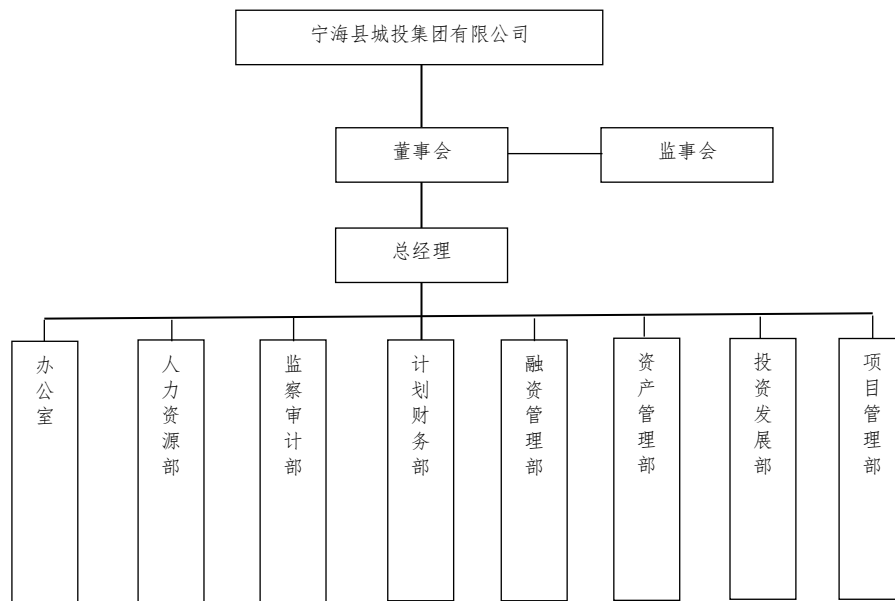 宁海县城投集团有限公司
董事会
监事会
总经理
办公室
人力资源部
监察审计部
计划财务部
融资管理部
资产管理部
投资发展部
项目管理部